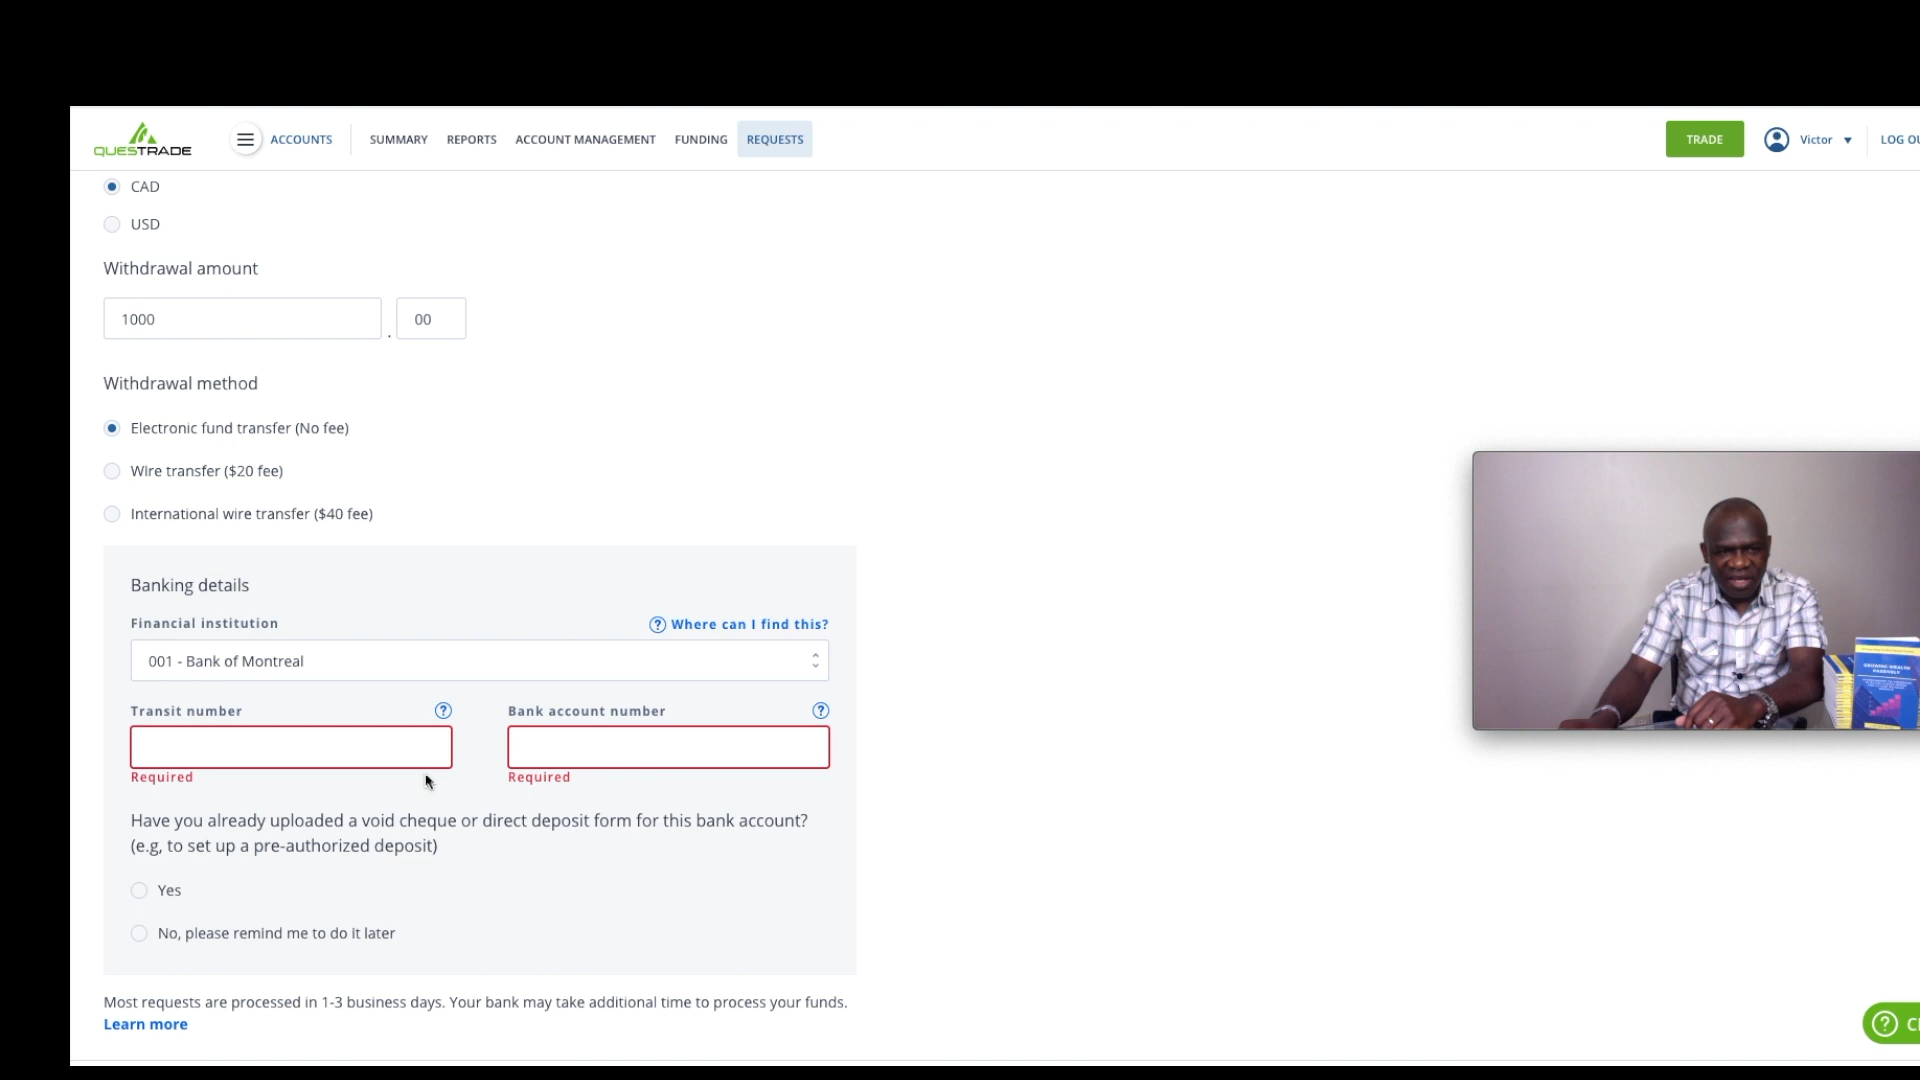 QUESTRADE
ACCOUNTS
SUMMARY
REPORTS
ACCOUNT MANAGEMENT
FUNDING
REQUESTS
TRADE
Victor
LOG OU
CAD
USD
Withdrawal amount
1000 . 00
Withdrawal method
Electronic fund transfer (No fee)
Wire transfer ($20 fee)
International wire transfer ($40 fee)
Banking details
Financial institution
? Where can I find this?
001 - Bank of Montreal
Transit number ?
Bank account number ?
Required
Required
Have you already uploaded a void cheque or direct deposit form for this bank account?
(e.g, to set up a pre-authorized deposit)
Yes
No, please remind me to do it later
Most requests are processed in 1-3 business days. Your bank may take additional time to process your funds.
Learn more
GROWING WEALTH
PASSIVELY
? C